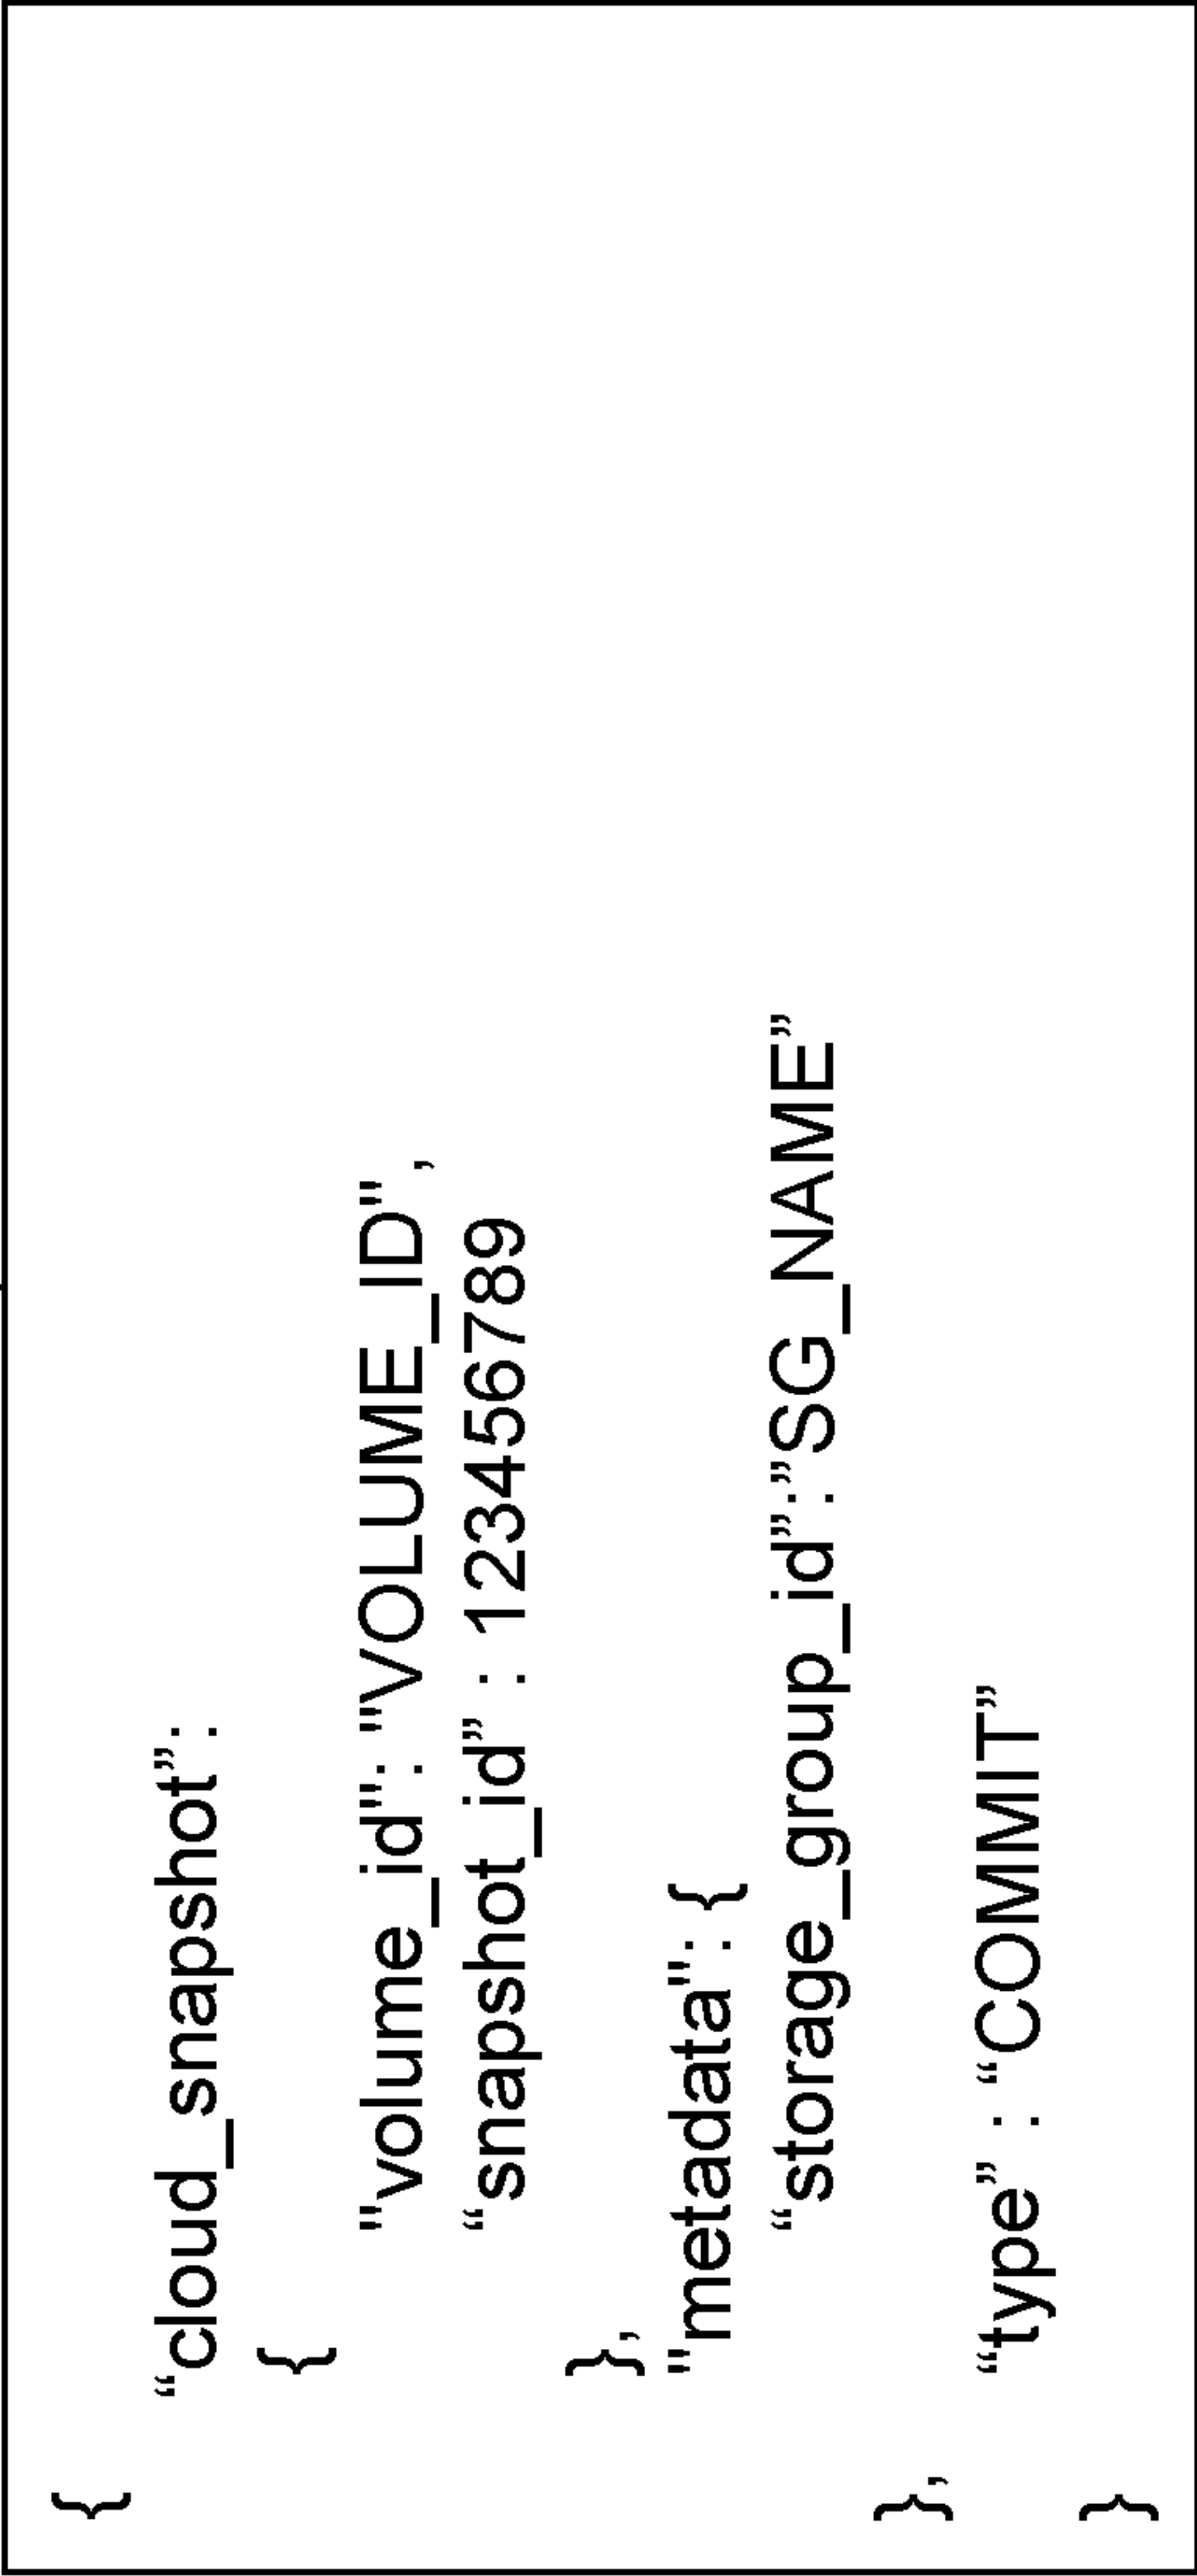 {
“cloud_snapshot”:
{
"volume_id": "VOLUME_ID",
“snapshot_id” : 123456789
},
"metadata": {
“storage_group_id”:”SG_NAME”
},
“type” : “COMMIT”
}